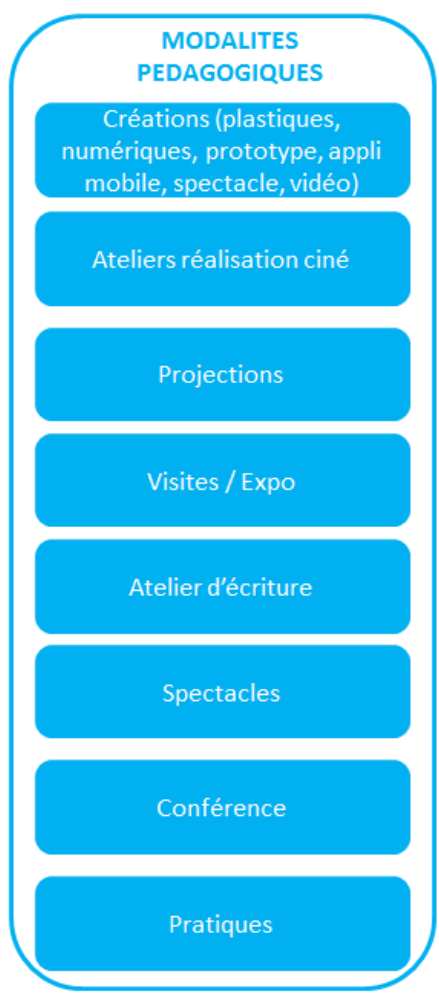 MODALITES
PEDAGOGIQUES
Créations (plastiques,
numériques, prototype, appli
mobile, spectacle, vidéo)
Ateliers réalisation ciné
Projections
Visites / Expo
Atelier d’écriture
Spectacles
Conférence
Pratiques